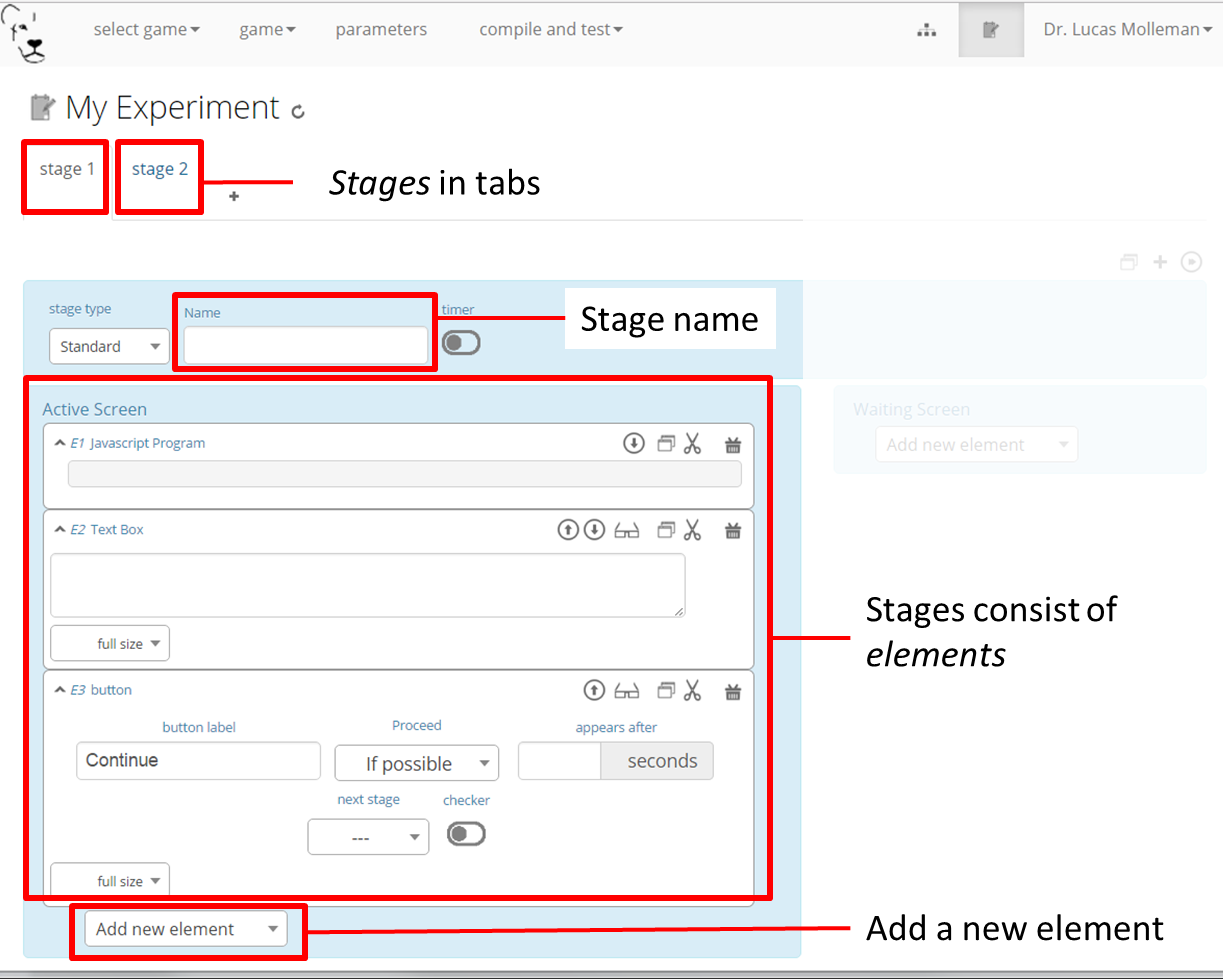 select game game parameters compile and test Dr. Lucas Molleman
My Experiment
stage 1 stage 2 Stages in tabs
stage type Name timer Stage name
Standard
Active Screen Waiting Screen
E1 Javascript Program Add new element
E2 Text Box
Stages consist of
elements
full size
E3 button
button label Proceed appears after
Continue If possible seconds
next stage checker
---
full size
Add new element Add a new element